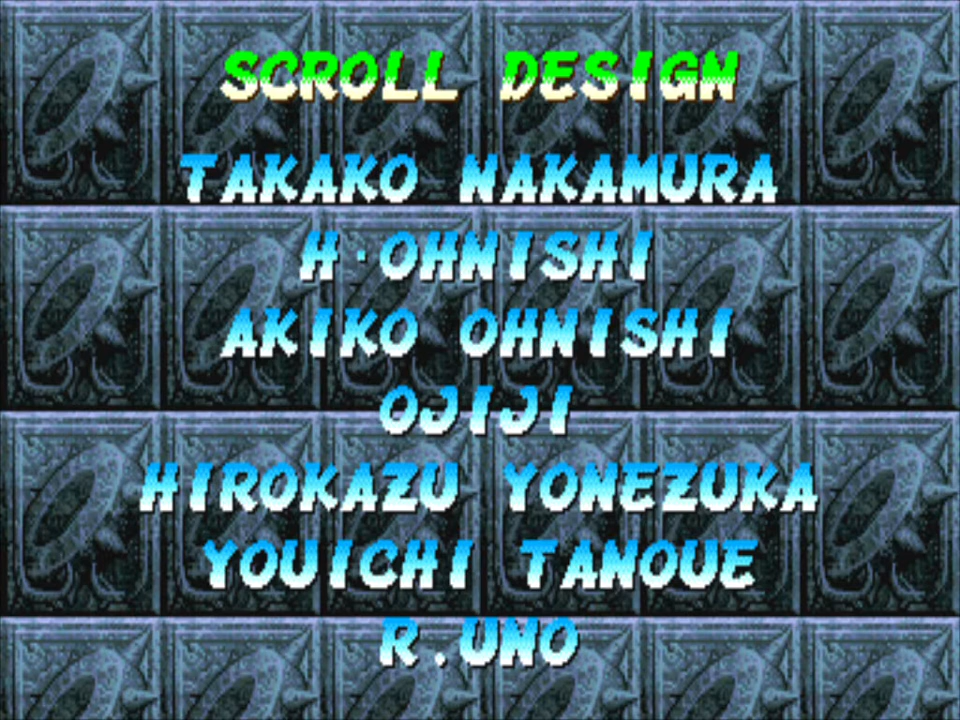 SCROLL DESIGN
TAKAKO NAKAMURA
H·OHNISHI
AKIKO OHNISHI
OJIJI
HIROKAZU YONEZUKA
YOUICHI TANOUE
R.UNO